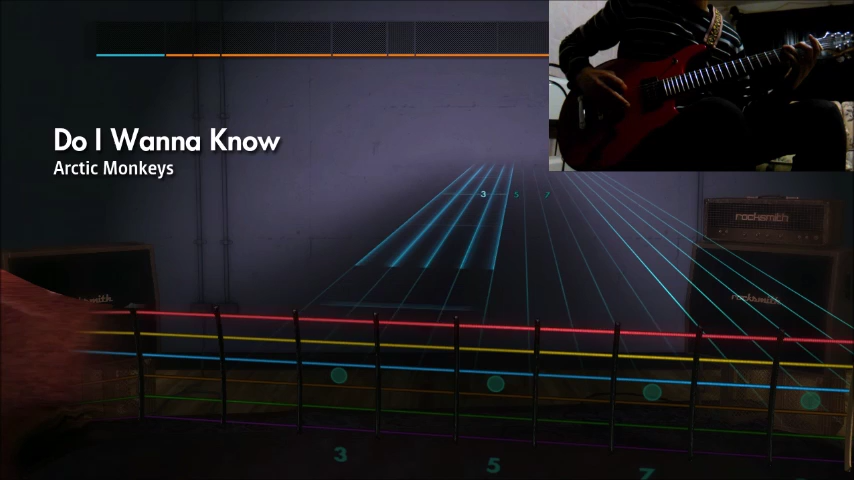 Do I Wanna Know
Arctic Monkeys
3 5 7
rocksmith
rocksmith
3
5
7